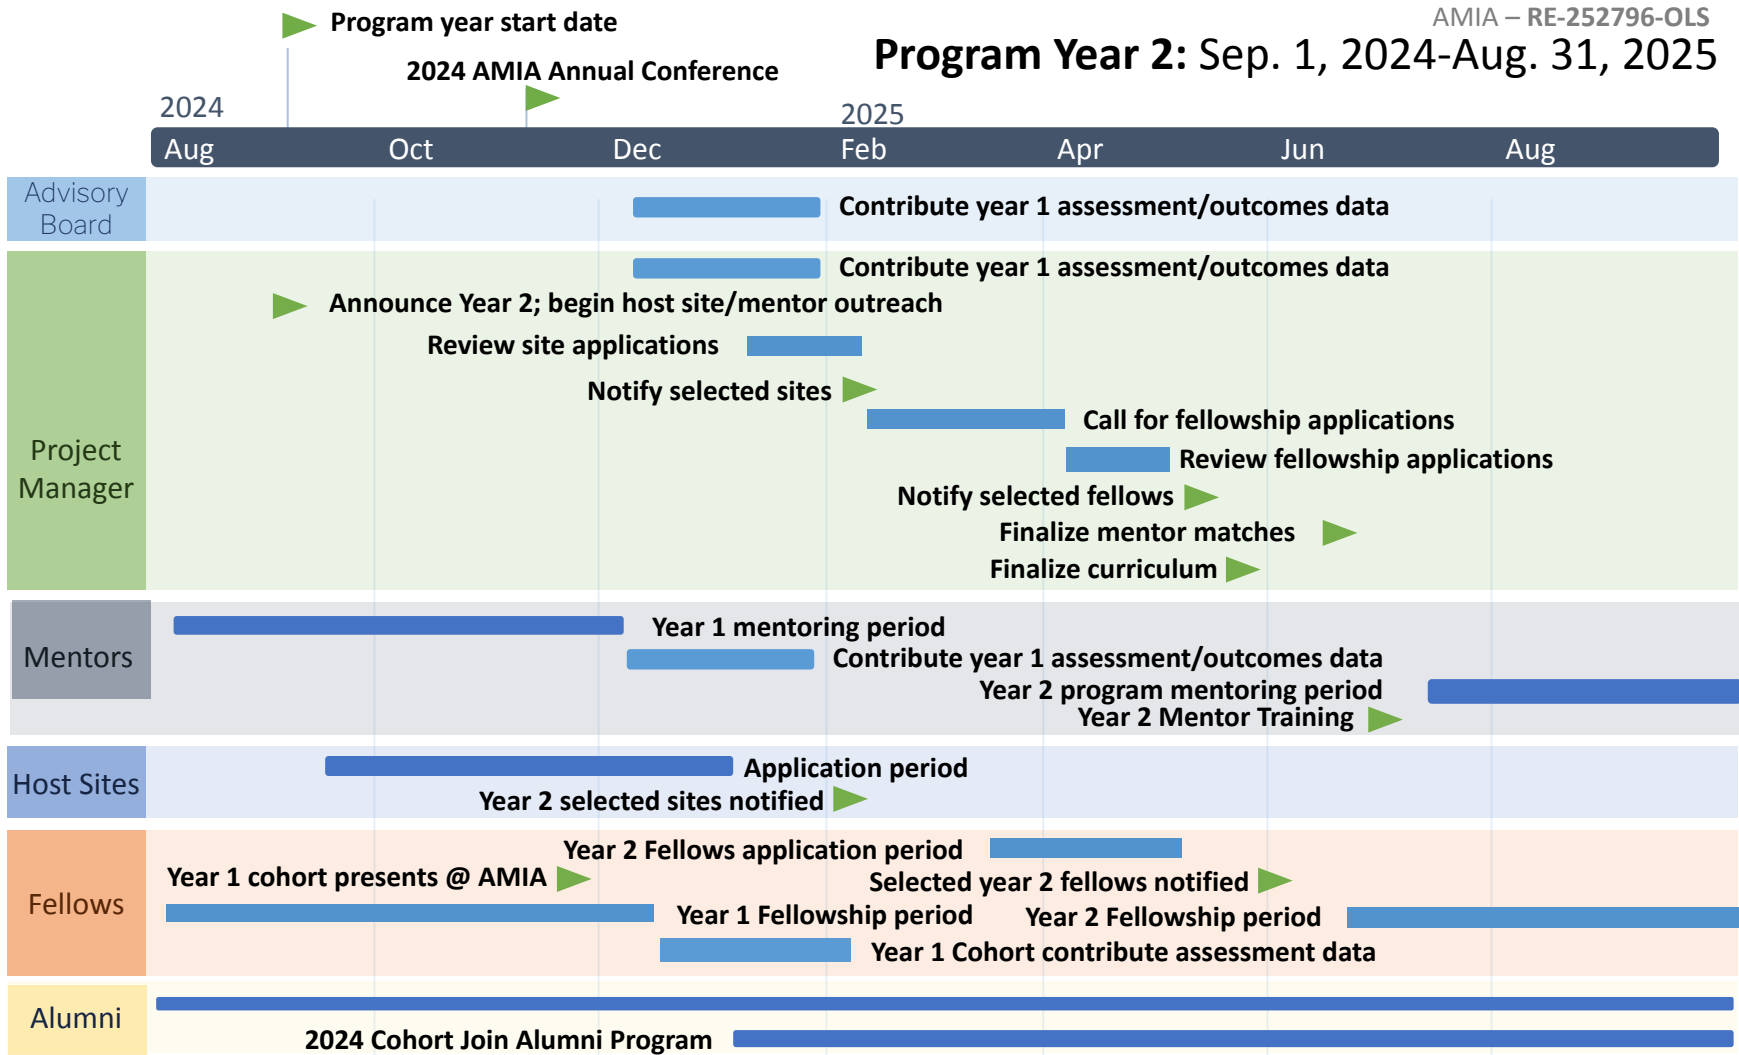 AMIA – RE-252796-OLS
Program year start date
Program Year 2: Sep. 1, 2024-Aug. 31, 2025
2024 AMIA Annual Conference
2024
2025
Aug Oct Dec Feb Apr Jun Aug
Advisory
Board
Contribute year 1 assessment/outcomes data
Project
Manager
Contribute year 1 assessment/outcomes data
Announce Year 2; begin host site/mentor outreach
Review site applications
Notify selected sites
Call for fellowship applications
Review fellowship applications
Notify selected fellows
Finalize mentor matches
Finalize curriculum
Mentors
Year 1 mentoring period
Contribute year 1 assessment/outcomes data
Year 2 program mentoring period
Year 2 Mentor Training
Host Sites
Application period
Year 2 selected sites notified
Fellows
Year 2 Fellows application period
Year 1 cohort presents @ AMIA
Selected year 2 fellows notified
Year 1 Fellowship period
Year 2 Fellowship period
Year 1 Cohort contribute assessment data
Alumni
2024 Cohort Join Alumni Program